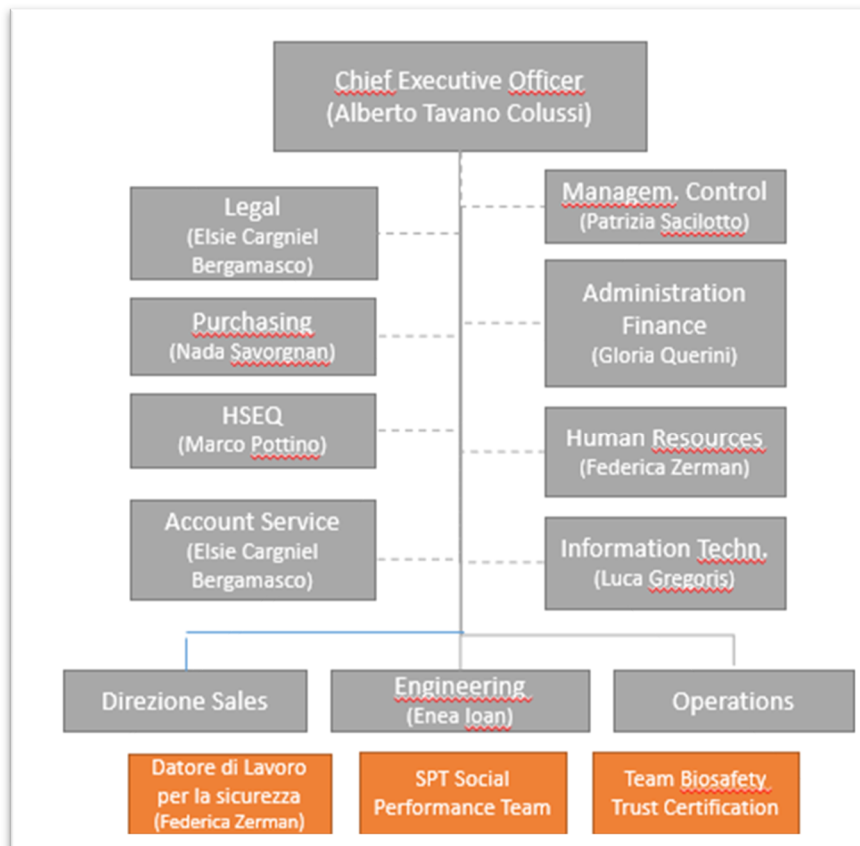 Chief Executive Officer
(Alberto Tavano Colussi)
Legal
(Elsie Cargniel
Bergamasco)
Managem. Control
(Patrizia Sacilotto)
Purchasing
(Nada Savorgnan)
Administration
Finance
(Gloria Querini)
HSEQ
(Marco Pottino)
Human Resources
(Federica Zerman)
Account Service
(Elsie Cargniel
Bergamasco)
Information Techn.
(Luca Gregoris)
Direzione Sales
Engineering
(Enea Ioan)
Operations
Datore di Lavoro
per la sicurezza
(Federica Zerman)
SPT Social
Performance Team
Team Biosafety
Trust Certification